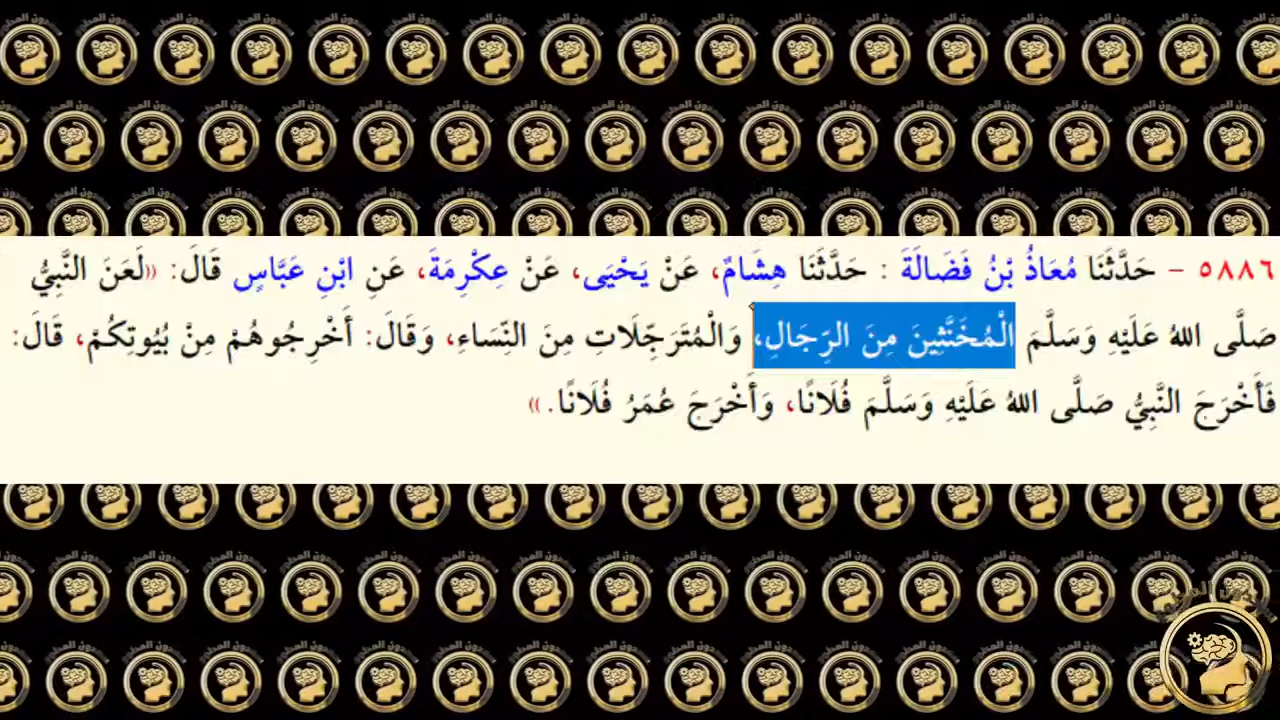 ٥٨٨٦ - حَدَّثَنَا مُعَاذُ بْنُ فَضَالَةَ : حَدَّثَنَا هِشَامٌ، عَنْ يَحْيَى، عَنْ عِكْرِمَةَ، عَنِ ابْنِ عَبَّاسٍ قَالَ: «لَعَنَ النَّبِيُّ
صَلَّى اللهُ عَلَيْهِ وَسَلَّمَ الْمُخَنَّثِينَ مِنَ الرِّجَالِ، وَالْمُتَرَجِّلَاتِ مِنَ النِّسَاءِ، وَقَالَ: أَخْرِجُوهُمْ مِنْ بُيُوتِكُمْ، قَالَ:
فَأَخْرَجَ النَّبِيُّ صَلَّى اللهُ عَلَيْهِ وَسَلَّمَ فُلَانًا، وَأَخْرَجَ عُمَرُ فُلَانًا.»